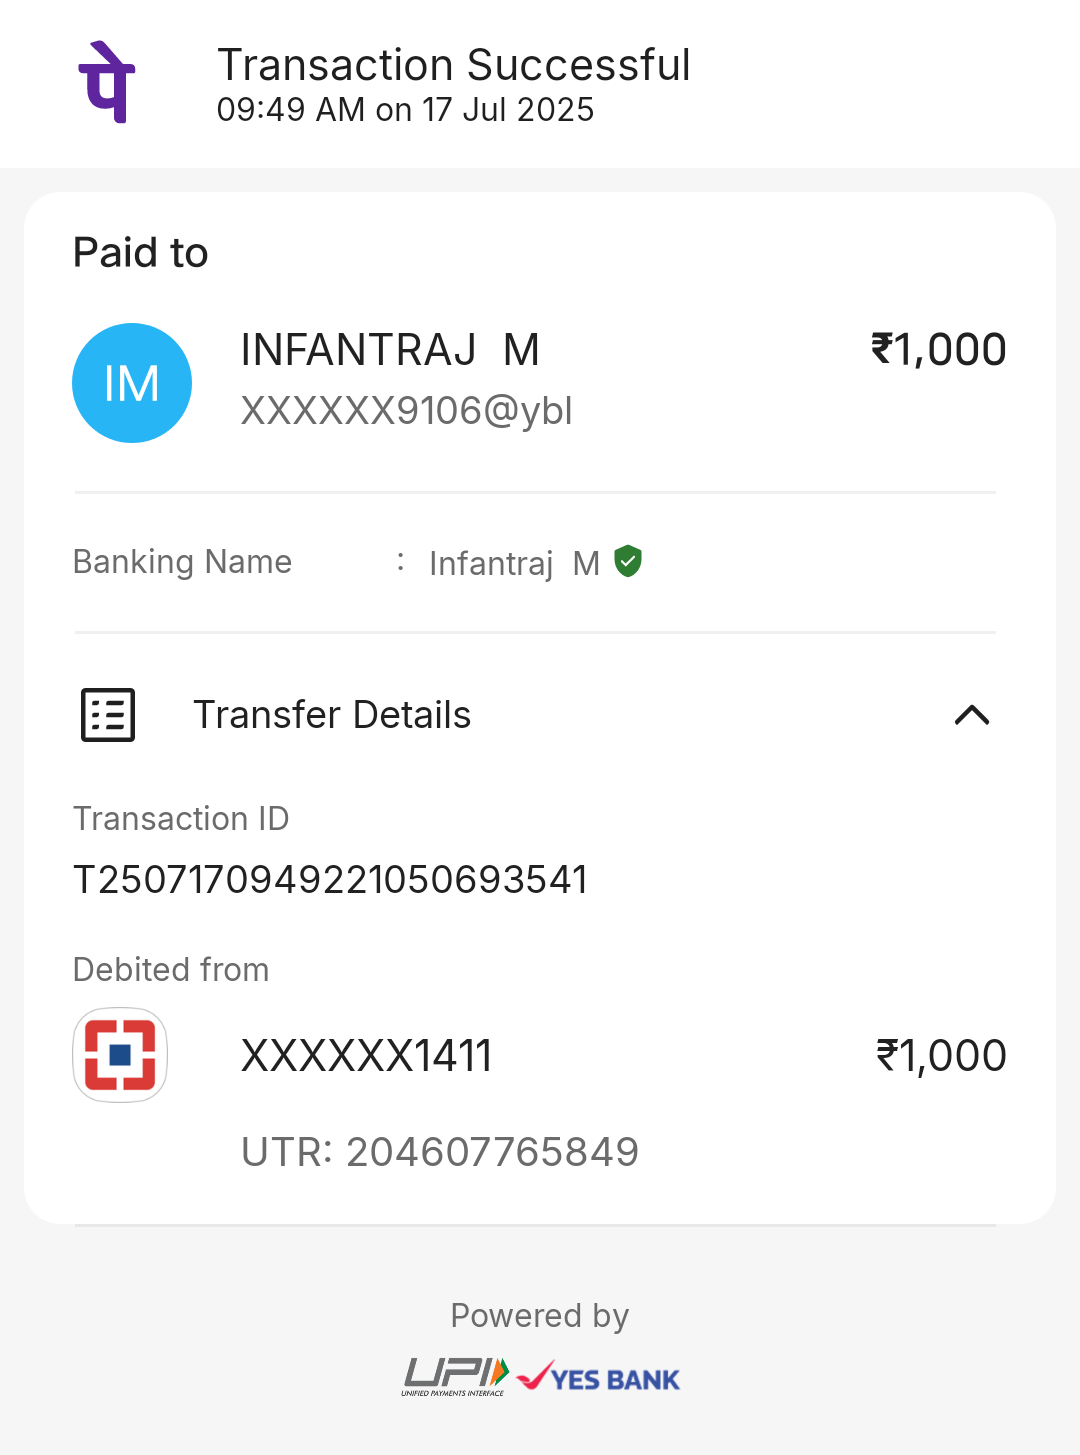 पे
Transaction Successful
09:49 AM on 17 Jul 2025
Paid to
IM
INFANTRAJ  M
₹1,000
XXXXXX9106@ybl
Banking Name : Infantraj  M
Transfer Details
Transaction ID
T2507170949221050693541
Debited from
XXXXXX1411
₹1,000
UTR: 204607765849
Powered by
UPI YES BANK
UNIFIED PAYMENTS INTERFACE